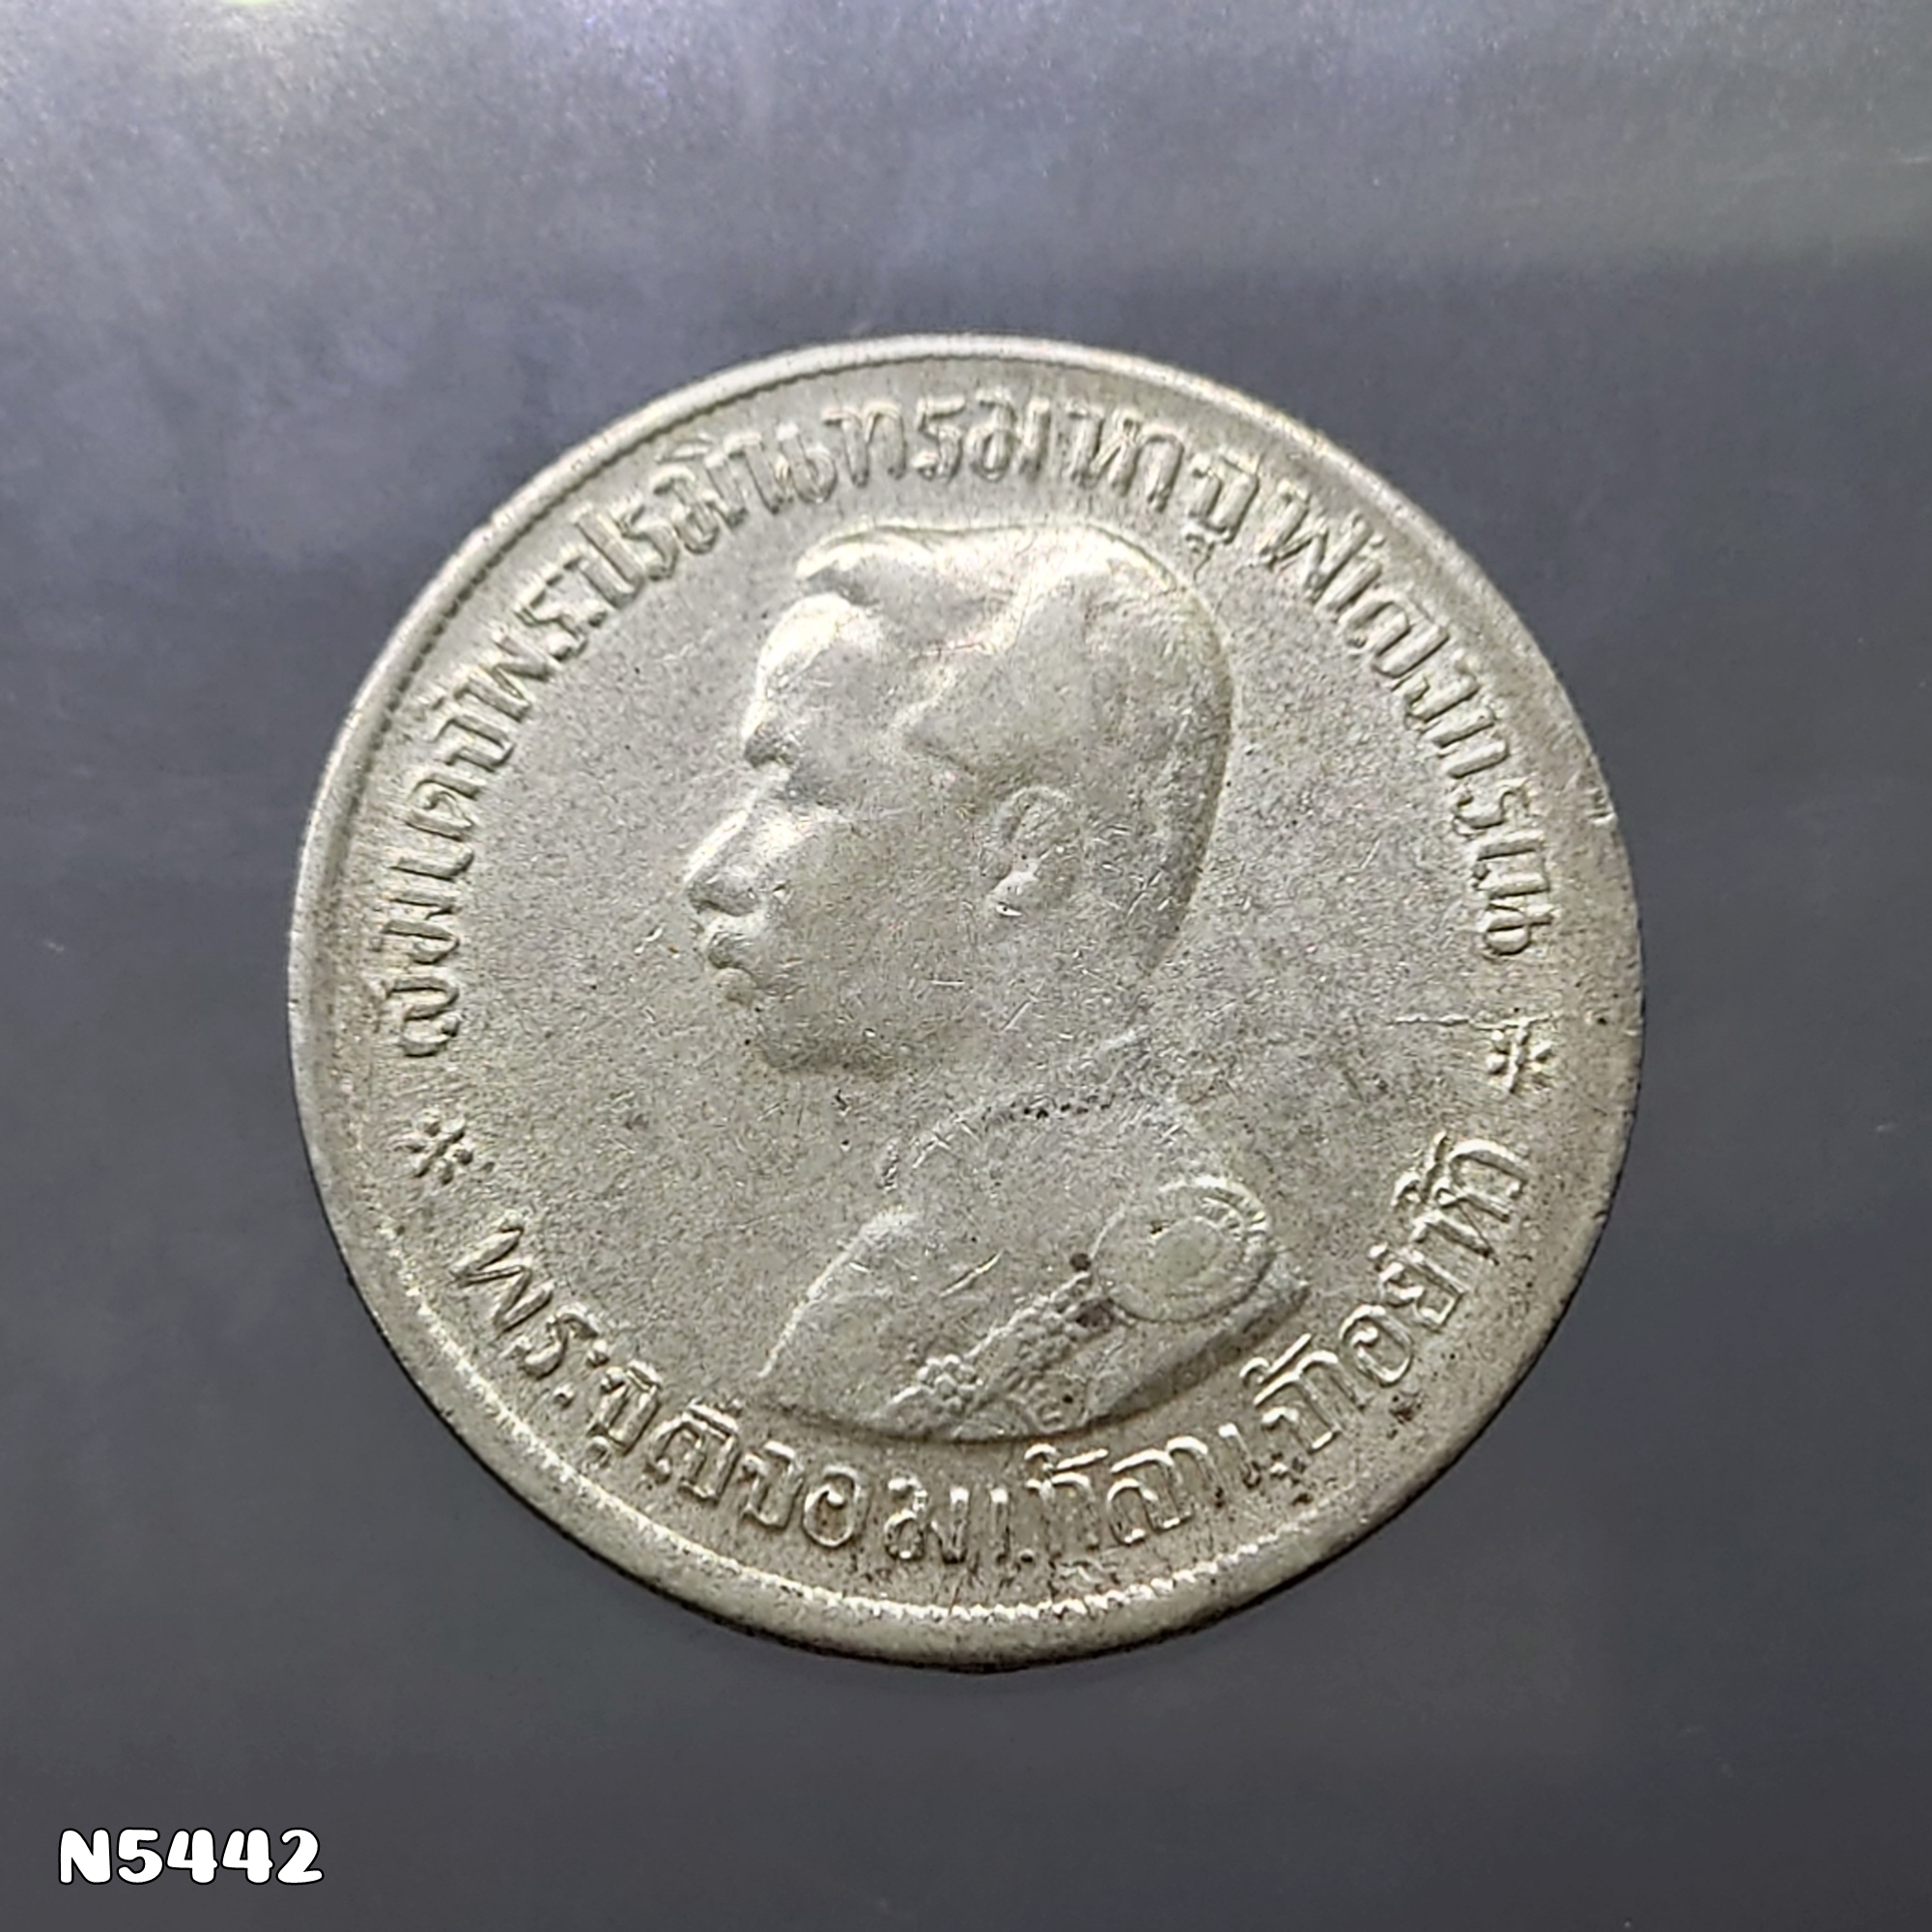 สมเดจพระปรมินทรมหาจุฬาลงกรณ
พระจุลจอมเกล้าเจ้าอยู่หัว
N5442